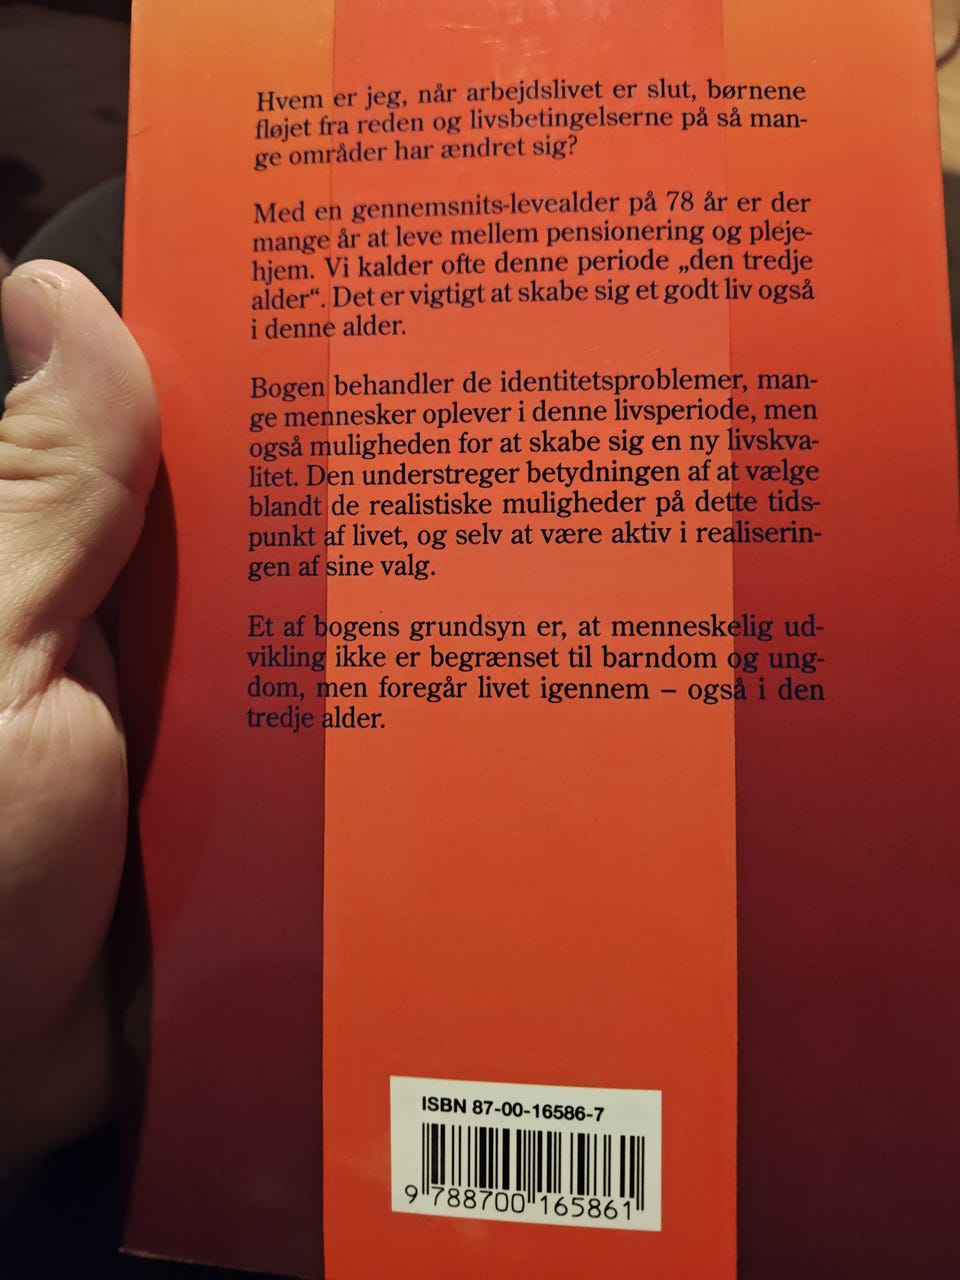 Hvem er jeg, når arbejdslivet er slut, børnene
fløjet fra reden og livsbetingelserne på så man-
ge områder har ændret sig?
Med en gennemsnits-levealder på 78 år er der
mange år at leve mellem pensionering og pleje-
hjem. Vi kalder ofte denne periode „den tredje
alder“. Det er vigtigt at skabe sig et godt liv også
i denne alder.
Bogen behandler de identitetsproblemer, man-
ge mennesker oplever i denne livsperiode, men
også muligheden for at skabe sig en ny livskva-
litet. Den understreger betydningen af at vælge
blandt de realistiske muligheder på dette tids-
punkt af livet, og selv at være aktiv i realiserin-
gen af sine valg.
Et af bogens grundsyn er, at menneskelig ud-
vikling ikke er begrænset til barndom og ung-
dom, men foregår livet igennem – også i den
tredje alder.
ISBN 87-00-16586-7
9 788700 165861